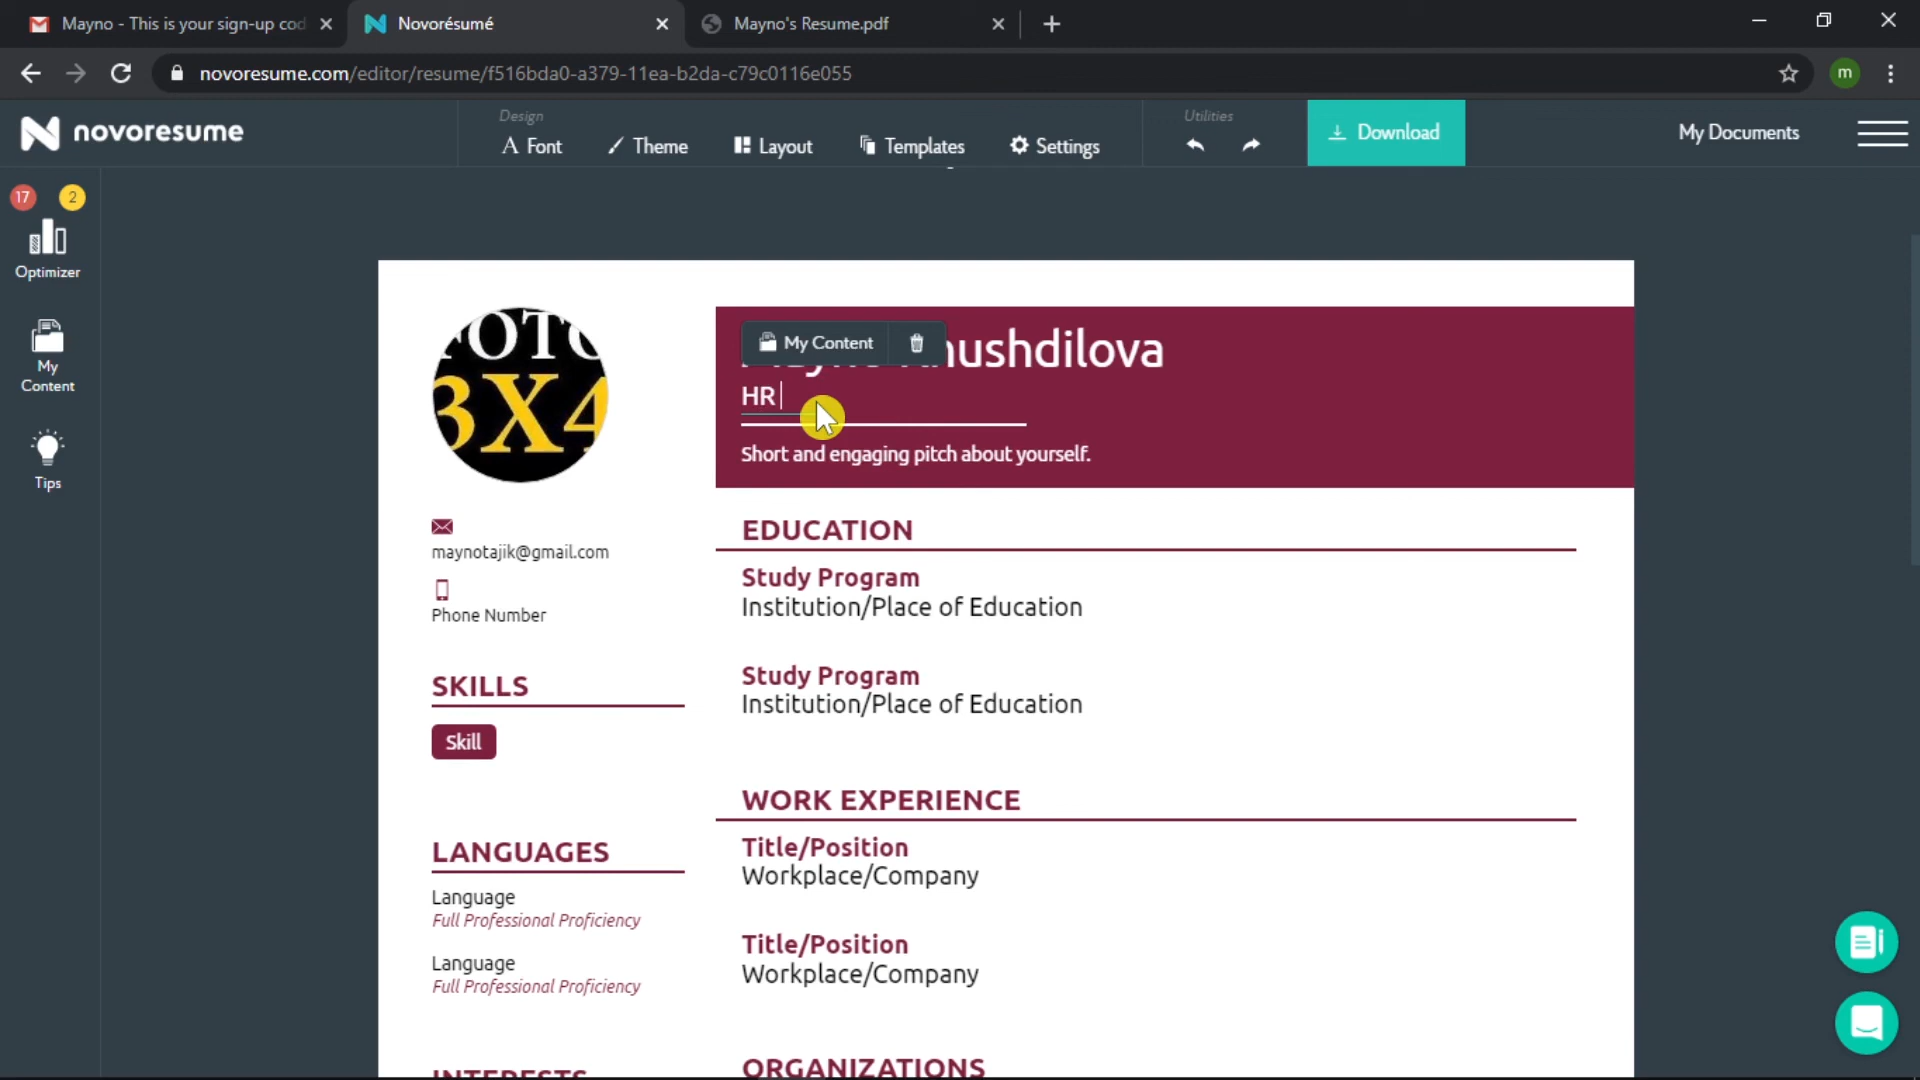 Mayno - This is your sign-up cod
Novorésumé
Mayno's Resume.pdf
novoresume.com/editor/resume/f516bda0-a379-11ea-b2da-c79c0116e055
m
novoresume
Design
Font
Theme
Layout
Templates
Settings
Utilities
Download
My Documents
17
2
Optimizer
My
Content
Tips
FOTO
3X4
My Content
hushdilova
HR
Short and engaging pitch about yourself.
maynotajik@gmail.com
Phone Number
SKILLS
Skill
LANGUAGES
Language
Full Professional Proficiency
Language
Full Professional Proficiency
INTERESTS
EDUCATION
Study Program
Institution/Place of Education
Study Program
Institution/Place of Education
WORK EXPERIENCE
Title/Position
Workplace/Company
Title/Position
Workplace/Company
ORGANIZATIONS